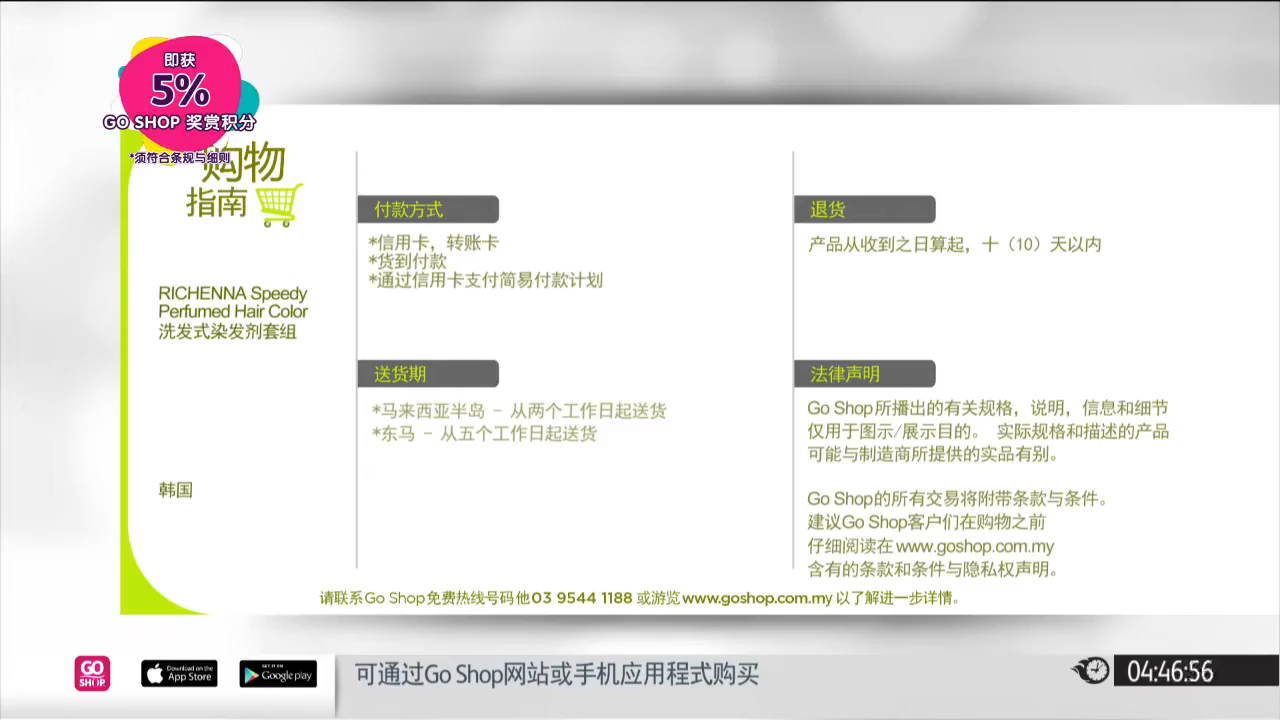 即获
5%
GO SHOP 奖赏积分
*须符合条规与细则
购物
指南
RICHENNA Speedy
Perfumed Hair Color
洗发式染发剂套组
韩国
付款方式
*信用卡，转账卡
*货到付款
*通过信用卡支付简易付款计划
送货期
*马来西亚半岛 - 从两个工作日起送货
*东马 - 从五个工作日起送货
退货
产品从收到之日算起，十（10）天以内
法律声明
Go Shop所播出的有关规格，说明，信息和细节
仅用于图示/展示目的。 实际规格和描述的产品
可能与制造商所提供的实品有别。
Go Shop的所有交易将附带条款与条件。
建议Go Shop客户们在购物之前
仔细阅读在www.goshop.com.my
含有的条款和条件与隐私权声明。
请联系Go Shop免费热线号码他03 9544 1188 或游览www.goshop.com.my 以了解进一步详情。
GO
SHOP
Download on the
App Store
GET IT ON
Google play
可通过Go Shop网站或手机应用程式购买
04:46:56